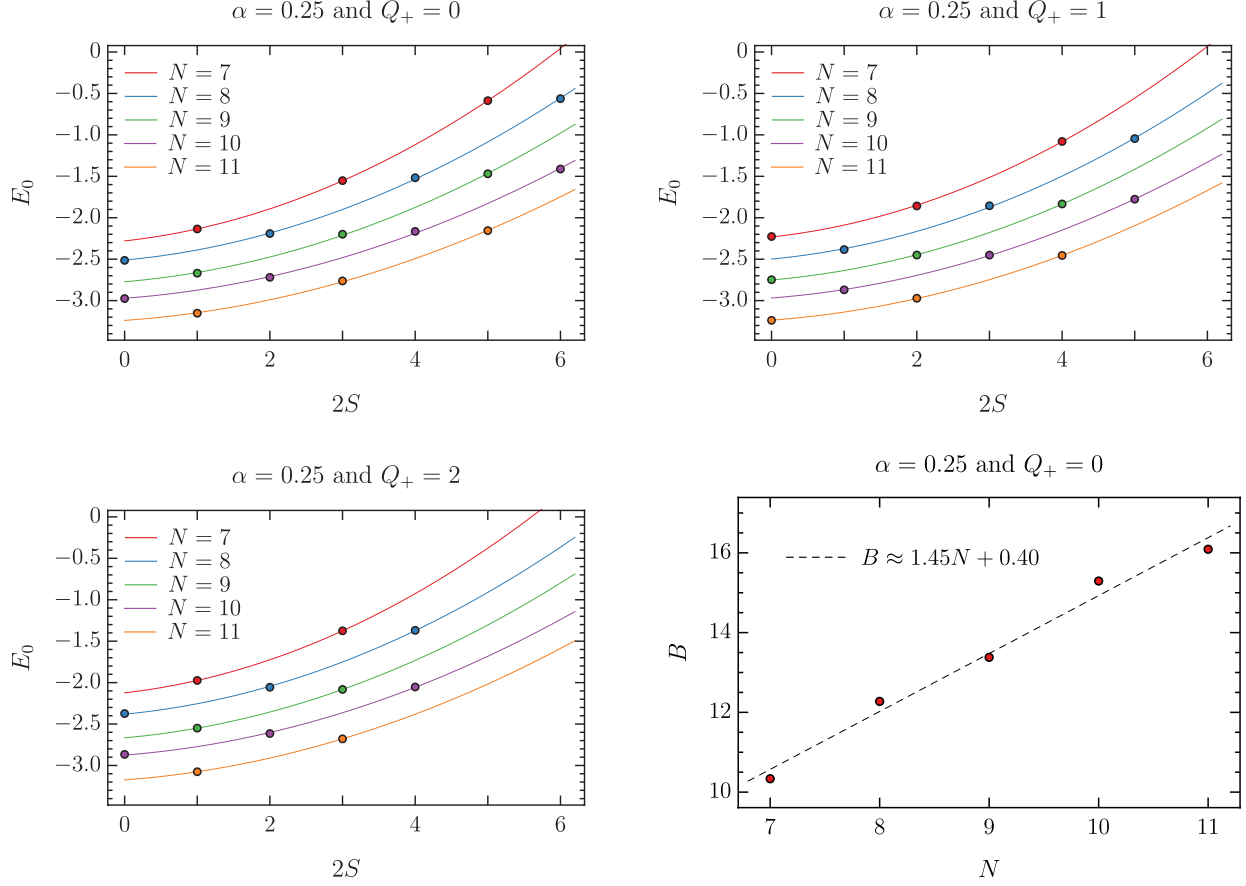 α = 0.25 and Q₊ = 0
0
−0.5
−1.0
−1.5
−2.0
−2.5
−3.0
E₀
N = 7
N = 8
N = 9
N = 10
N = 11
0 2 4 6
2S
α = 0.25 and Q₊ = 1
0
−0.5
−1.0
−1.5
−2.0
−2.5
−3.0
E₀
N = 7
N = 8
N = 9
N = 10
N = 11
0 2 4 6
2S
α = 0.25 and Q₊ = 2
0
−0.5
−1.0
−1.5
−2.0
−2.5
−3.0
E₀
N = 7
N = 8
N = 9
N = 10
N = 11
0 2 4 6
2S
α = 0.25 and Q₊ = 0
16
14
12
10
B
B ≈ 1.45N + 0.40
7 8 9 10 11
N